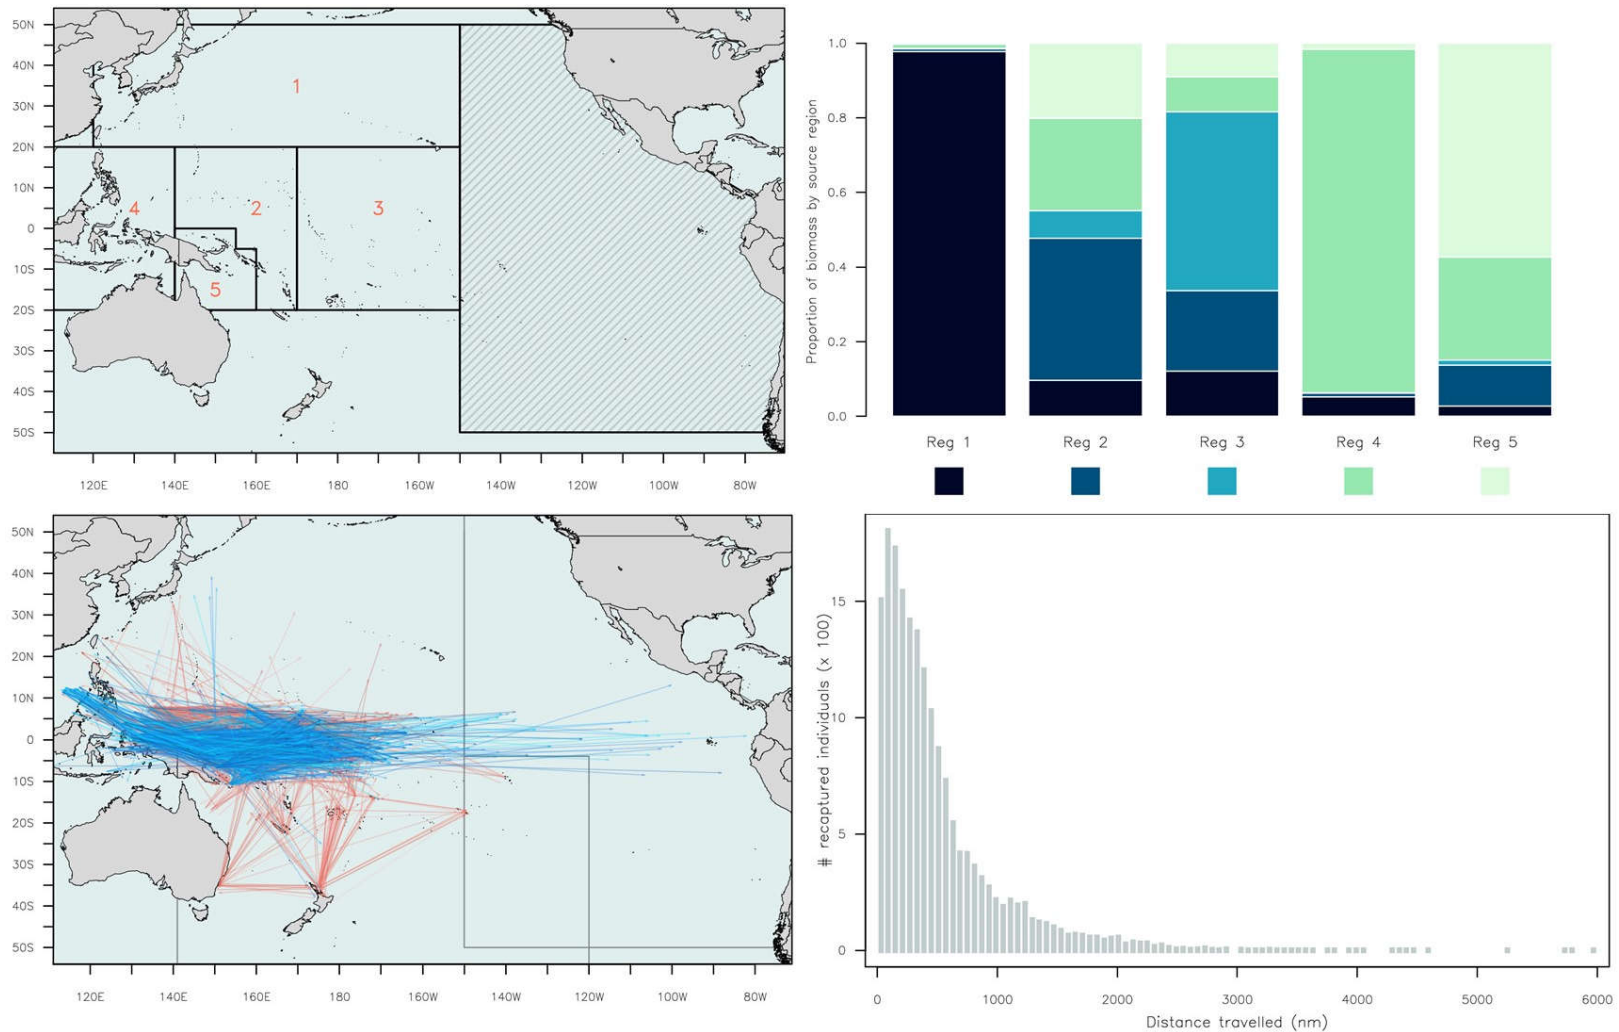 50N
40N
30N
20N
10N
0
10S
20S
30S
40S
50S
1
2
3
4
5
120E 140E 160E 180 160W 140W 120W 100W 80W
Proportion of biomass by source region
1.0
0.8
0.6
0.4
0.2
0.0
Reg 1 Reg 2 Reg 3 Reg 4 Reg 5
50N
40N
30N
20N
10N
0
10S
20S
30S
40S
50S
120E 140E 160E 180 160W 140W 120W 100W 80W
# recaptured individuals (x 100)
15
10
5
0
0 1000 2000 3000 4000 5000 6000
Distance travelled (nm)